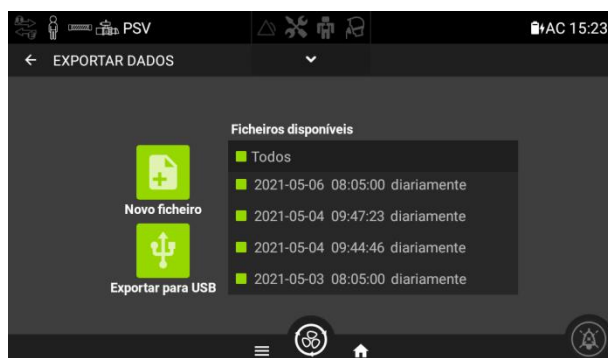 PSV
AC 15:23
EXPORTAR DADOS
Ficheiros disponíveis
Todos
2021-05-06 08:05:00 diariamente
2021-05-04 09:47:23 diariamente
2021-05-04 09:44:46 diariamente
2021-05-03 08:05:00 diariamente
Novo ficheiro
Exportar para USB